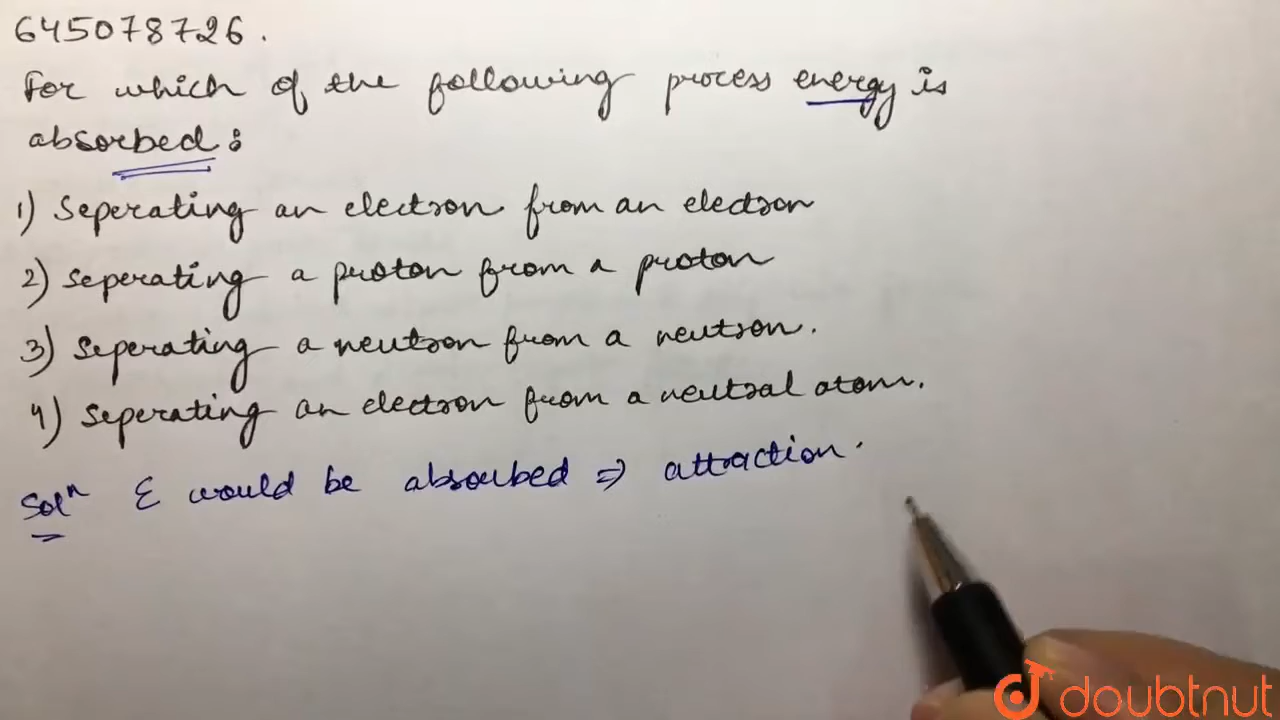 645078726.
For which of the following process energy is
absorbed :
1) Seperating an electron from an electron
2) seperating a proton from a proton
3) seperating a neutron from a neutron.
4) seperating an electron from a neutral atom.
Solⁿ Ɛ would be absorbed ⇒ attraction.
doubtnut